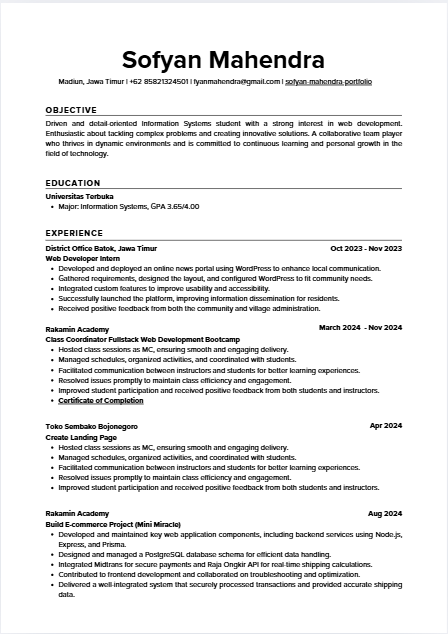 Sofyan Mahendra
Madiun, Jawa Timur | +62 85821324501 | fyanmahendra@gmail.com | sofyan-mahendra-portfolio
OBJECTIVE
Driven and detail-oriented Information Systems student with a strong interest in web development.
Enthusiastic about tackling complex problems and creating innovative solutions. A collaborative team player
who thrives in dynamic environments and is committed to continuous learning and personal growth in the
field of technology.
EDUCATION
Universitas Terbuka
• Major: Information Systems, GPA 3.65/4.00
EXPERIENCE
District Office Batok, Jawa Timur Oct 2023 - Nov 2023
Web Developer Intern
• Developed and deployed an online news portal using WordPress to enhance local communication.
• Gathered requirements, designed the layout, and configured WordPress to fit community needs.
• Integrated custom features to improve usability and accessibility.
• Successfully launched the platform, improving information dissemination for residents.
• Received positive feedback from both the community and village administration.
Rakamin Academy March 2024 - Nov 2024
Class Coordinator Fullstack Web Development Bootcamp
• Hosted class sessions as MC, ensuring smooth and engaging delivery.
• Managed schedules, organized activities, and coordinated with students.
• Facilitated communication between instructors and students for better learning experiences.
• Resolved issues promptly to maintain class efficiency and engagement.
• Improved student participation and received positive feedback from both students and instructors.
• Certificate of Completion
Toko Sembako Bojonegoro Apr 2024
Create Landing Page
• Hosted class sessions as MC, ensuring smooth and engaging delivery.
• Managed schedules, organized activities, and coordinated with students.
• Facilitated communication between instructors and students for better learning experiences.
• Resolved issues promptly to maintain class efficiency and engagement.
• Improved student participation and received positive feedback from both students and instructors.
Rakamin Academy Aug 2024
Build E-commerce Project (Mini Miracle)
• Developed and maintained key web application components, including backend services using Node.js,
Express, and Prisma.
• Designed and managed a PostgreSQL database schema for efficient data handling.
• Integrated Midtrans for secure payments and Raja Ongkir API for real-time shipping calculations.
• Contributed to frontend development and collaborated on troubleshooting and optimization.
• Delivered a well-integrated system that securely processed transactions and provided accurate shipping
data.